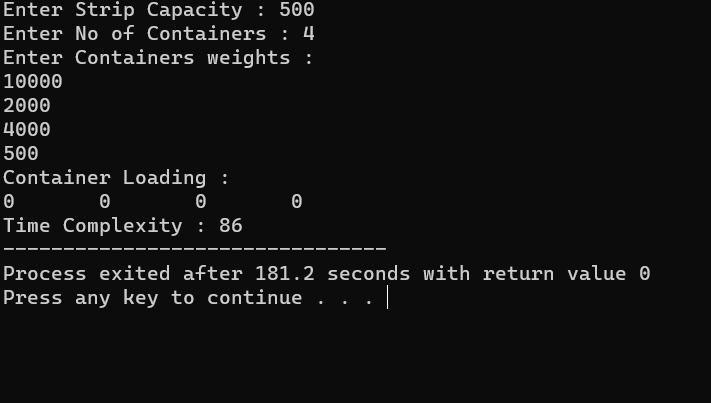 Enter Strip Capacity : 500
Enter No of Containers : 4
Enter Containers weights :
10000
2000
4000
500
Container Loading :
0       0       0       0
Time Complexity : 86
--------------------------------
Process exited after 181.2 seconds with return value 0
Press any key to continue . . .